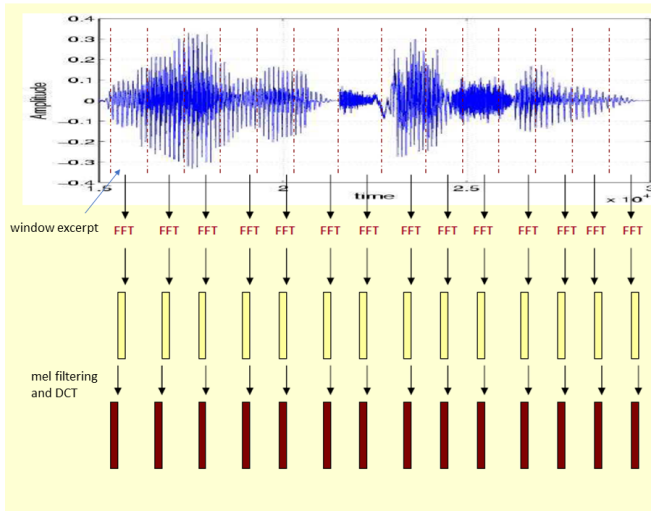 0.4
0.3
0.2
0.1
0
−0.1
−0.2
−0.3
−0.4
Amplitude
1.5 2 2.5 3
time
× 10⁴
window excerpt
FFT FFT FFT FFT FFT FFT FFT FFT FFT FFT FFT FFT FFT
mel filtering
and DCT